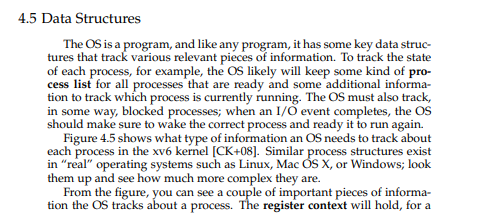 4.5 Data Structures
The OS is a program, and like any program, it has some key data struc-
tures that track various relevant pieces of information. To track the state
of each process, for example, the OS likely will keep some kind of pro-
cess list for all processes that are ready and some additional informa-
tion to track which process is currently running. The OS must also track,
in some way, blocked processes; when an I/O event completes, the OS
should make sure to wake the correct process and ready it to run again.
Figure 4.5 shows what type of information an OS needs to track about
each process in the xv6 kernel [CK+08]. Similar process structures exist
in “real” operating systems such as Linux, Mac OS X, or Windows; look
them up and see how much more complex they are.
From the figure, you can see a couple of important pieces of informa-
tion the OS tracks about a process. The register context will hold, for a